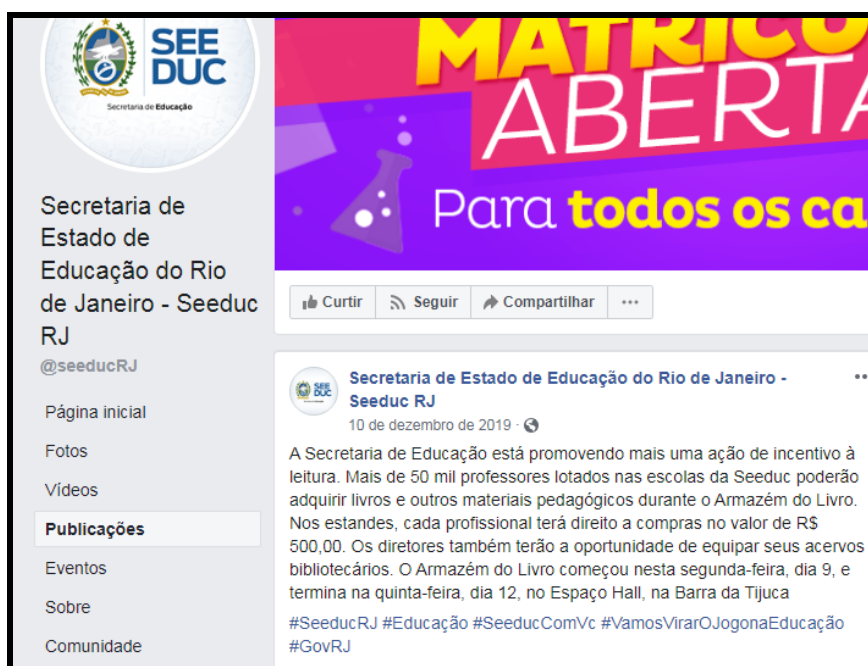 SEE
DUC
Secretaria de Educação
ABERTA
Para todos os
Secretaria de
Estado de
Educação do Rio
de Janeiro - Seeduc
RJ
@seeducRJ
Página inicial
Fotos
Vídeos
Publicações
Eventos
Sobre
Comunidade
Curtir
Seguir
Compartilhar
Secretaria de Estado de Educação do Rio de Janeiro -
Seeduc RJ
10 de dezembro de 2019
A Secretaria de Educação está promovendo mais uma ação de incentivo à
leitura. Mais de 50 mil professores lotados nas escolas da Seeduc poderão
adquirir livros e outros materiais pedagógicos durante o Armazém do Livro.
Nos estandes, cada profissional terá direito a compras no valor de R$
500,00. Os diretores também terão a oportunidade de equipar seus acervos
bibliotecários. O Armazém do Livro começou nesta segunda-feira, dia 9, e
termina na quinta-feira, dia 12, no Espaço Hall, na Barra da Tijuca
#SeeducRJ #Educação #SeeducComVc #VamosVirarOJogonaEducação
#GovRJ